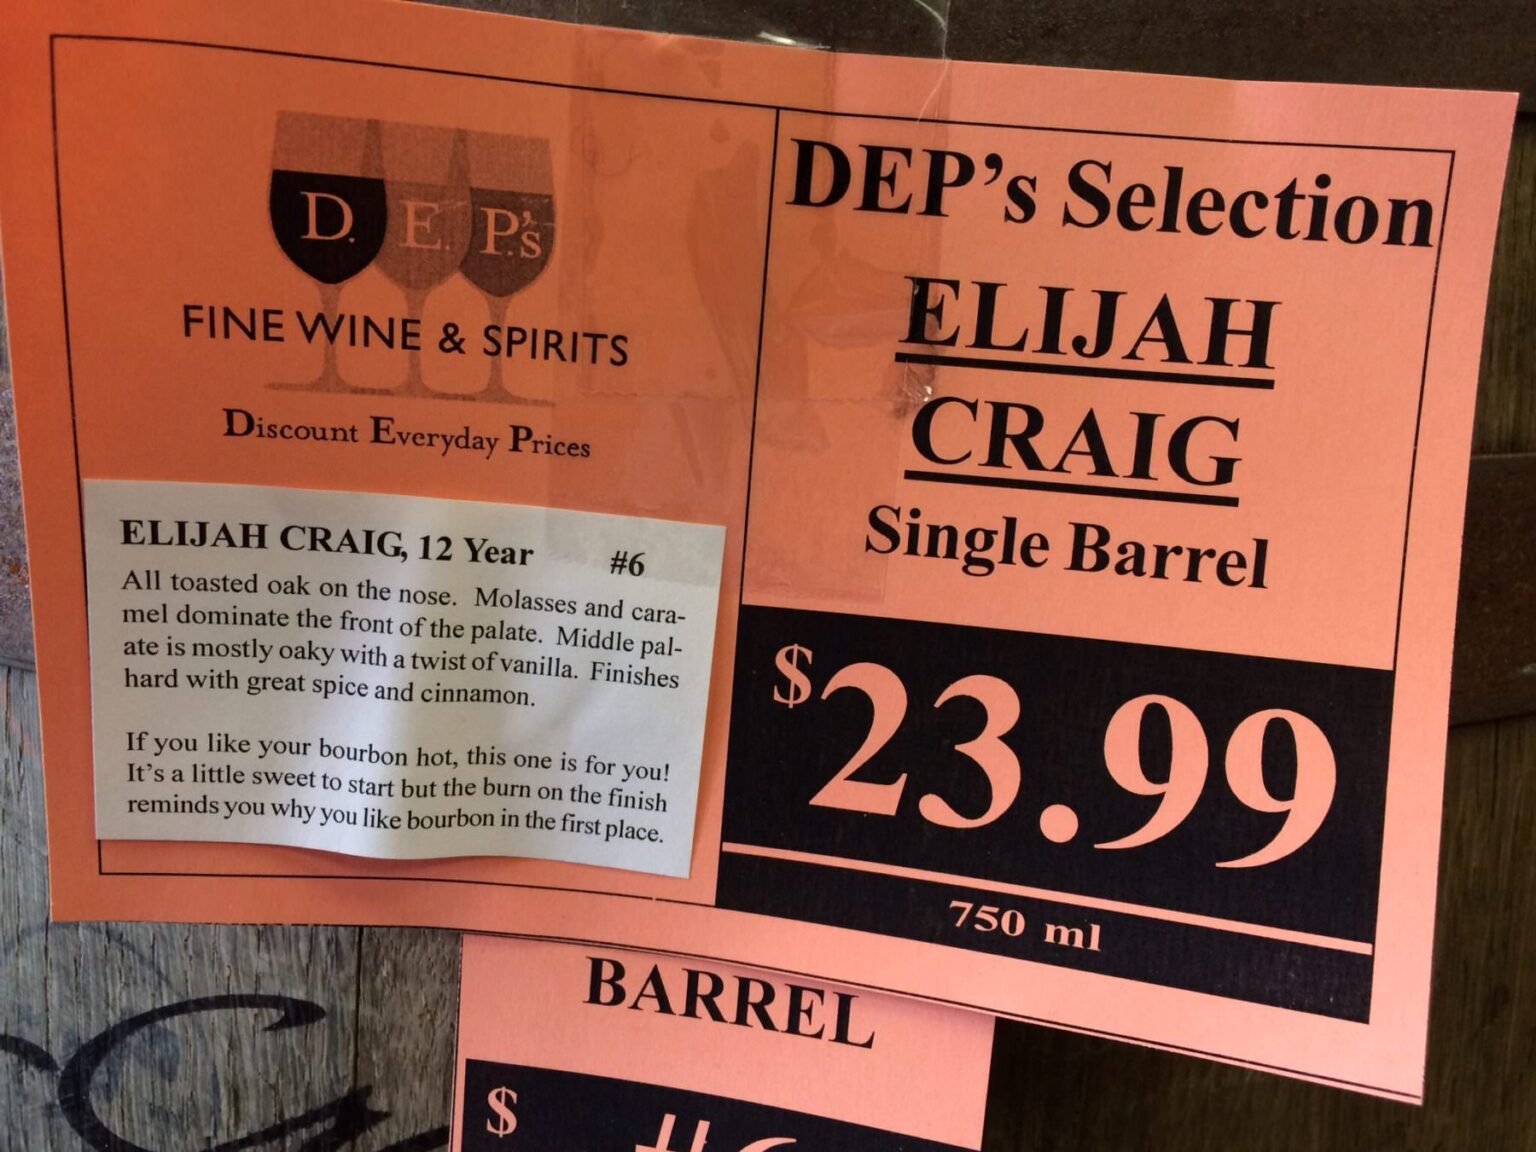 D. E. P.'s
FINE WINE & SPIRITS
Discount Everyday Prices
ELIJAH CRAIG, 12 Year #6
All toasted oak on the nose. Molasses and cara-
mel dominate the front of the palate. Middle pal-
ate is mostly oaky with a twist of vanilla. Finishes
hard with great spice and cinnamon.
If you like your bourbon hot, this one is for you!
It's a little sweet to start but the burn on the finish
reminds you why you like bourbon in the first place.
DEP's Selection
ELIJAH
CRAIG
Single Barrel
$23.99
750 ml
BARREL
$